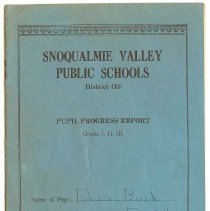 SNOQUALMIE VALLEY
PUBLIC SCHOOLS
District 410
PUPIL PROGRESS REPORT
Grades I, II, III
Name of Pupil